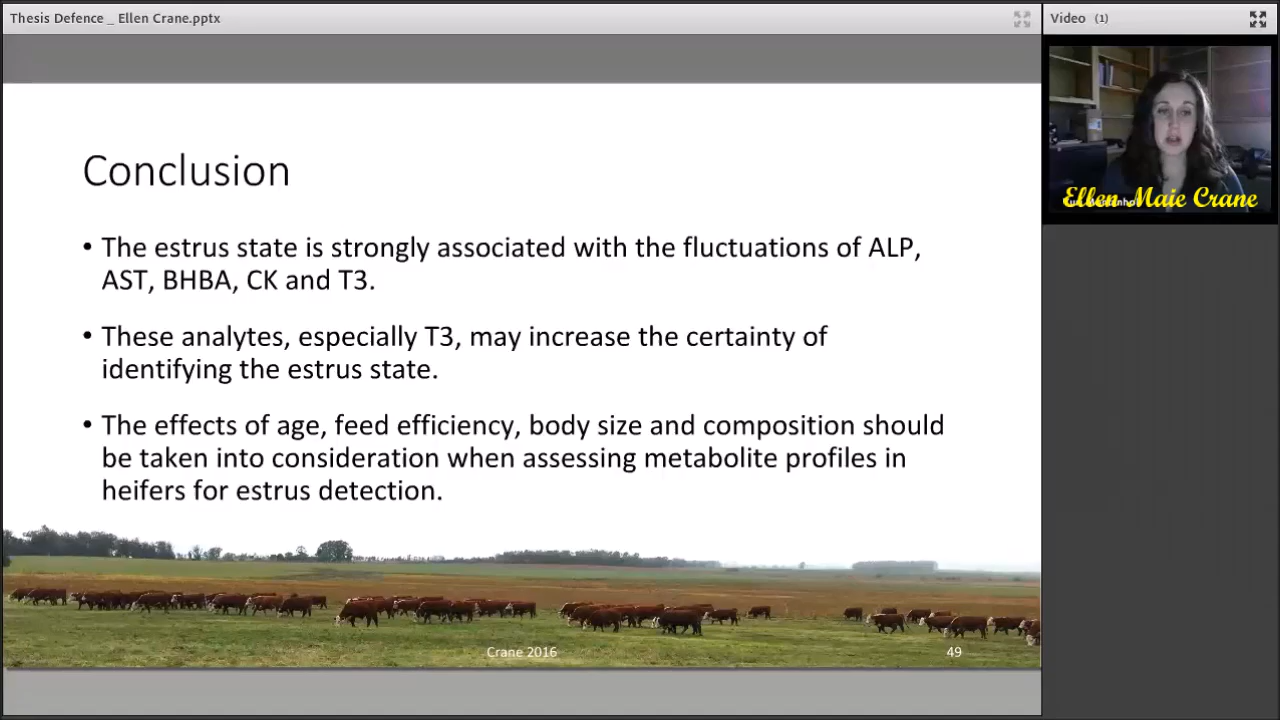 Thesis Defence _ Ellen Crane.pptx
Video (1)
Ellen Maie Crane
Conclusion
• The estrus state is strongly associated with the fluctuations of ALP,
AST, BHBA, CK and T3.
• These analytes, especially T3, may increase the certainty of
identifying the estrus state.
• The effects of age, feed efficiency, body size and composition should
be taken into consideration when assessing metabolite profiles in
heifers for estrus detection.
Crane 2016
49